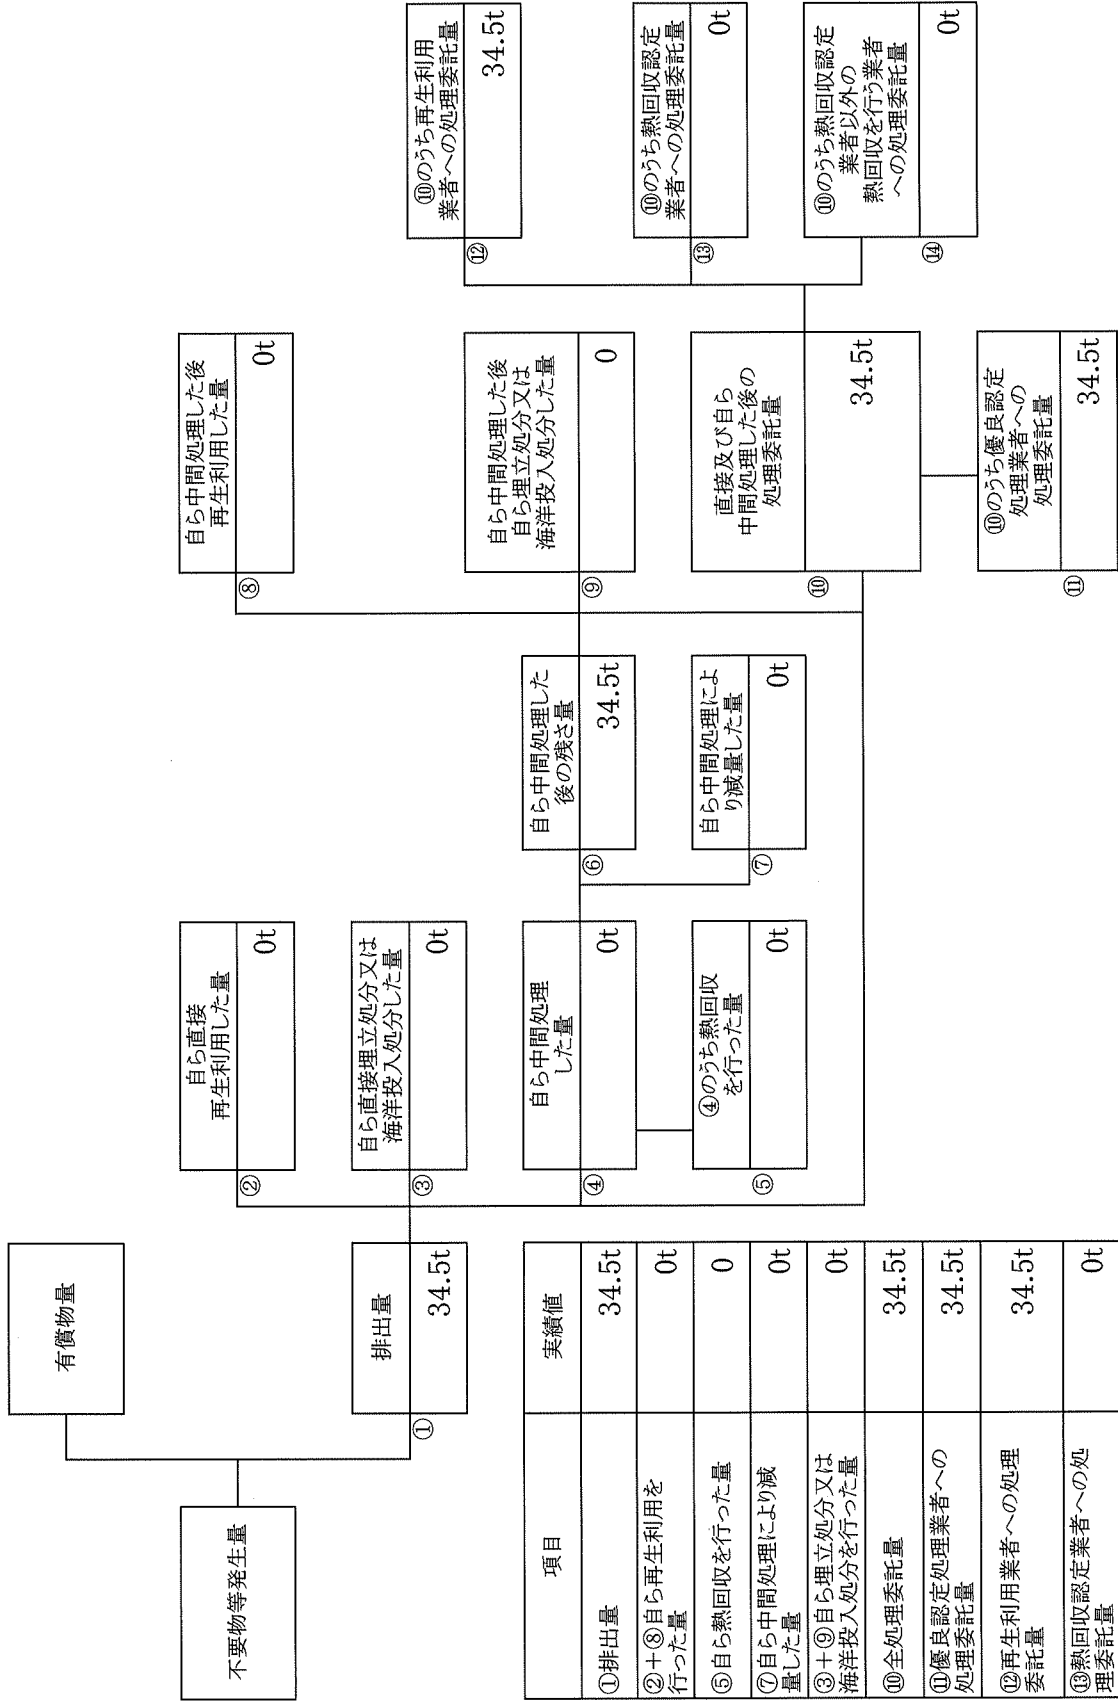 不要物等発生量
有償物量
①
排出量
34.5t
②
自ら直接
再生利用した量
0t
③
自ら直接埋立処分又は
海洋投入処分した量
0t
④
自ら中間処理
した量
0t
⑤
④のうち熱回収
を行った量
0t
⑥
自ら中間処理した
後の残さ量
34.5t
⑦
自ら中間処理によ
り減量した量
0t
⑧
自ら中間処理した後
再生利用した量
0t
⑨
自ら中間処理した後
自ら埋立処分又は
海洋投入処分した量
0
⑩
直接及び自ら
中間処理した後の
処理委託量
34.5t
⑪
⑩のうち優良認定
処理業者への
処理委託量
34.5t
⑫
⑩のうち再生利用
業者への処理委託量
34.5t
⑬
⑩のうち熱回収認定
業者への処理委託量
0t
⑭
⑩のうち熱回収認定
業者以外の
熱回収を行う業者
への処理委託量
0t
項目 実績値
①排出量 34.5t
②+⑧自ら再生利用を
行った量 0t
⑤自ら熱回収を行った量 0
⑦自ら中間処理により減
量した量 0t
③+⑨自ら埋立処分又は
海洋投入処分を行った量 0t
⑩全処理委託量 34.5t
⑪優良認定処理業者への
処理委託量 34.5t
⑫再生利用業者への処理
委託量 34.5t
⑬熱回収認定業者への処
理委託量 0t